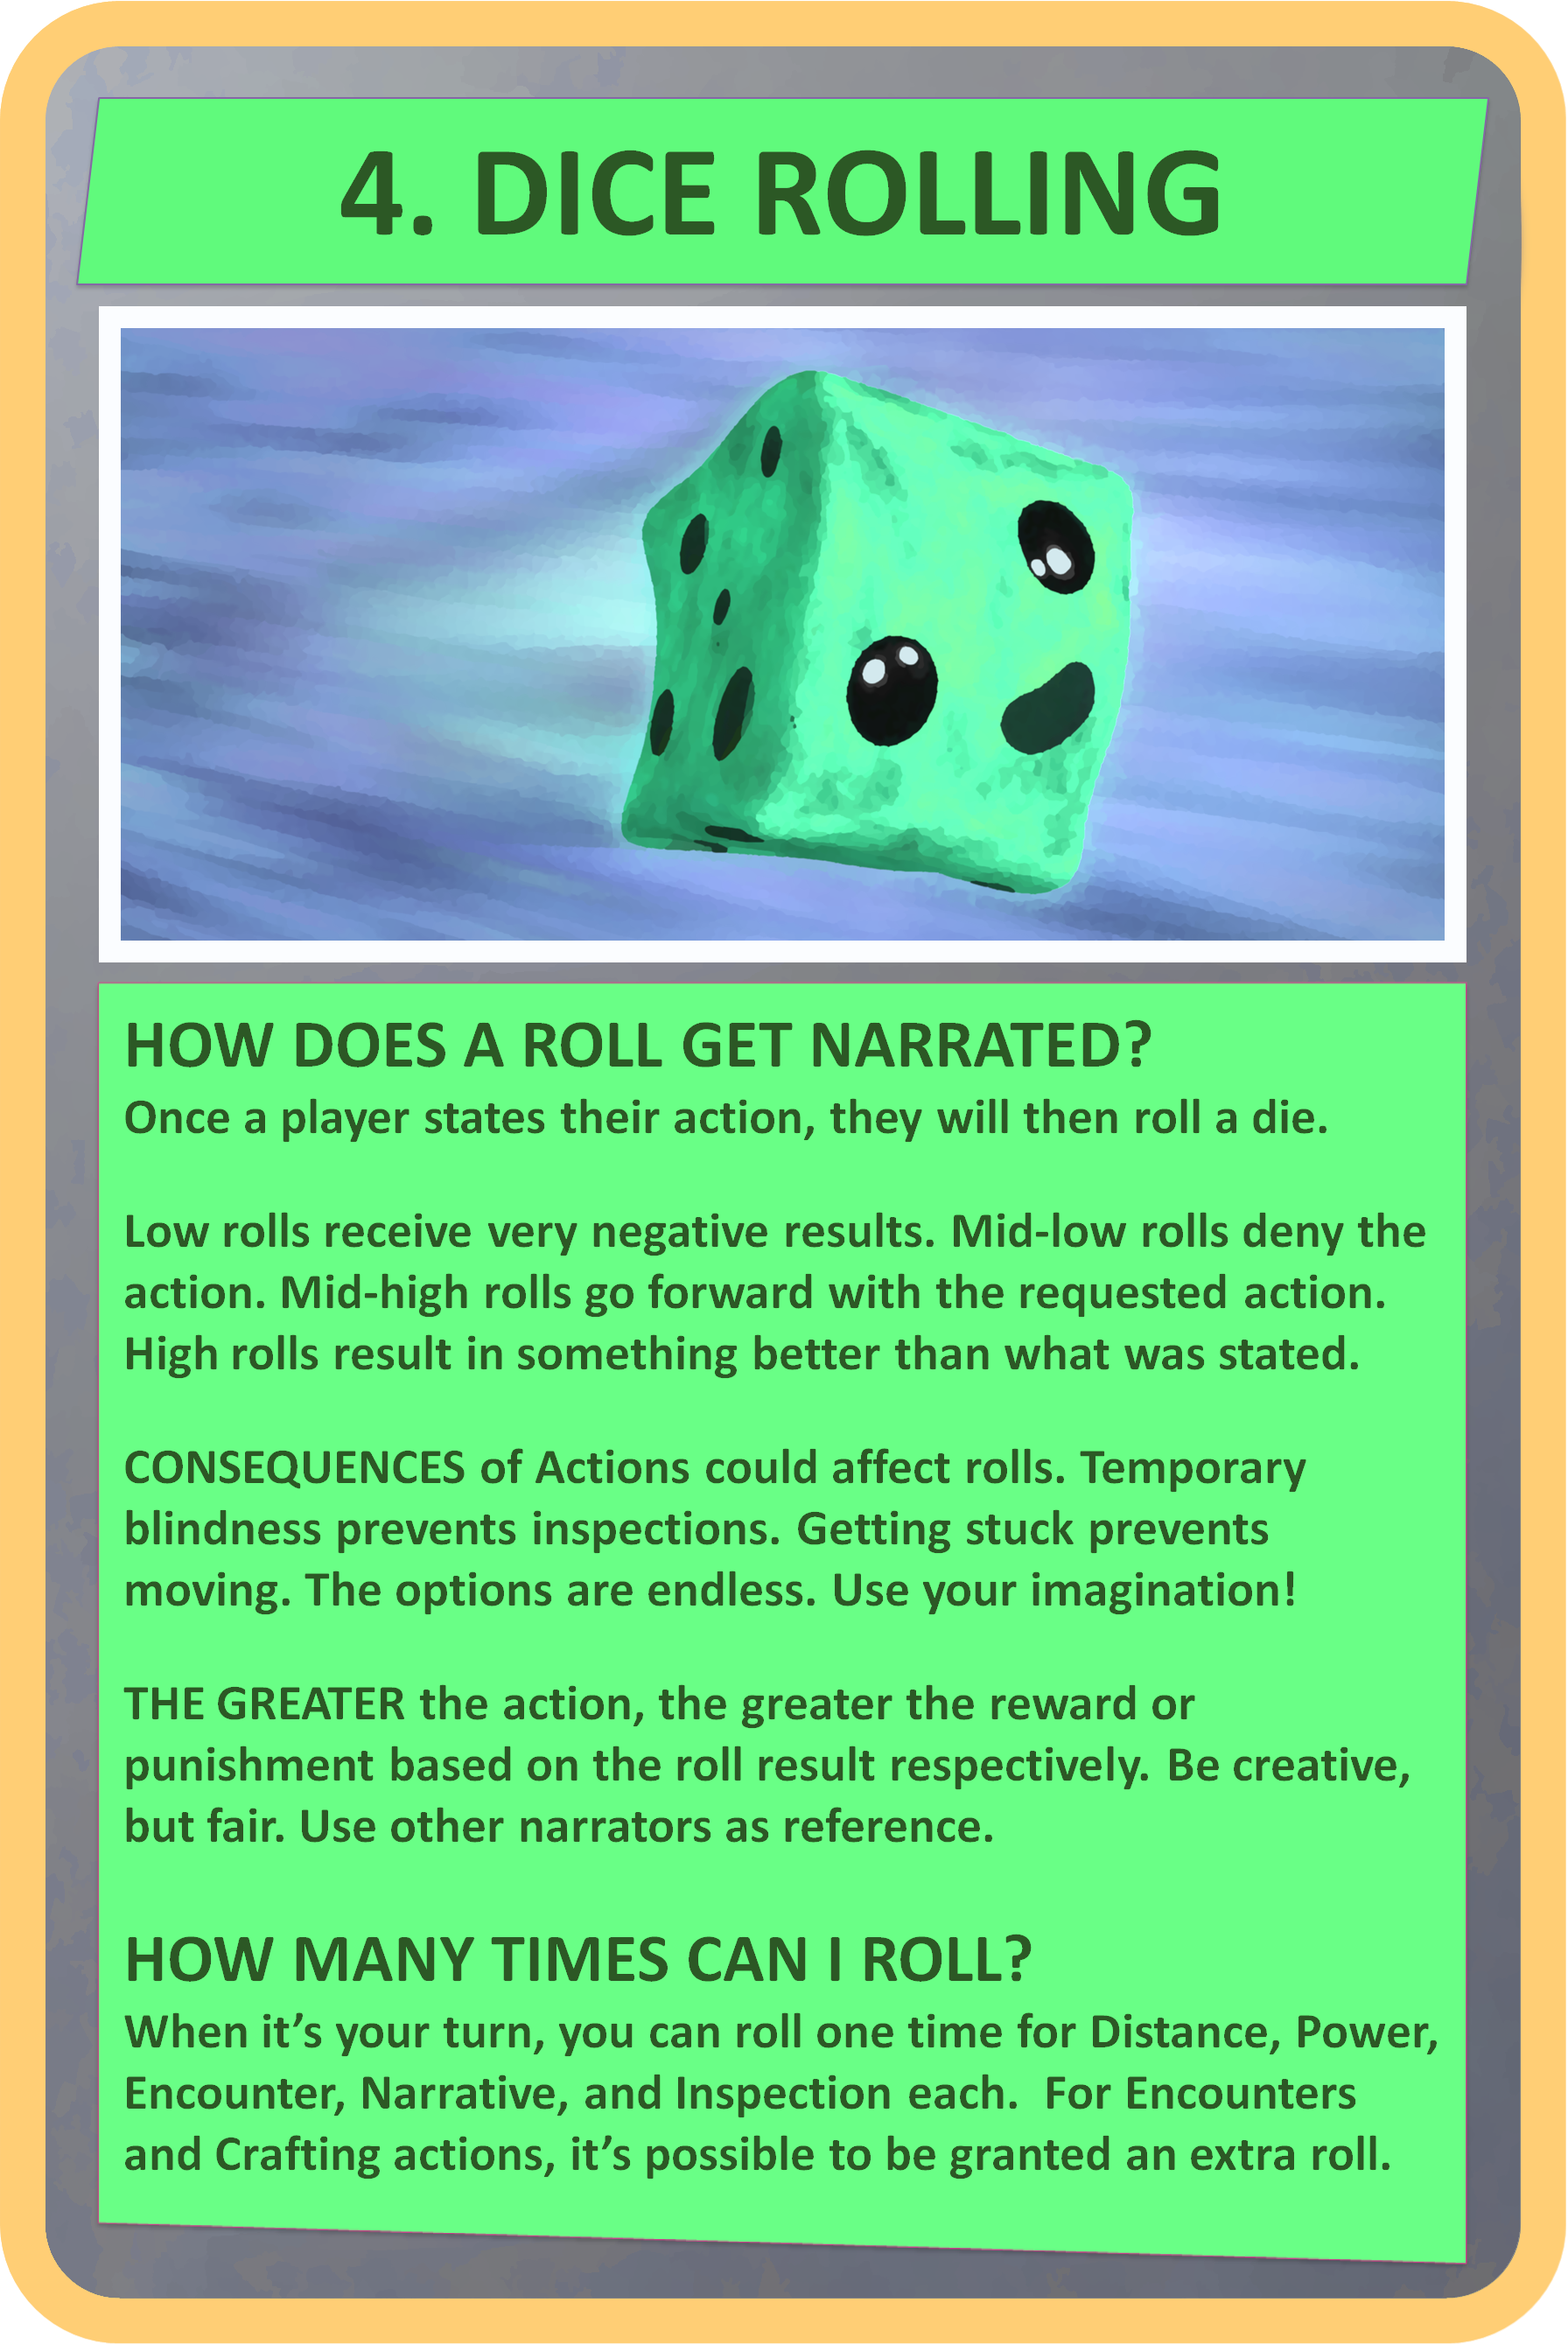 4. DICE ROLLING
HOW DOES A ROLL GET NARRATED?
Once a player states their action, they will then roll a die.
Low rolls receive very negative results. Mid-low rolls deny the
action. Mid-high rolls go forward with the requested action.
High rolls result in something better than what was stated.
CONSEQUENCES of Actions could affect rolls. Temporary
blindness prevents inspections. Getting stuck prevents
moving. The options are endless. Use your imagination!
THE GREATER the action, the greater the reward or
punishment based on the roll result respectively. Be creative,
but fair. Use other narrators as reference.
HOW MANY TIMES CAN I ROLL?
When it’s your turn, you can roll one time for Distance, Power,
Encounter, Narrative, and Inspection each.  For Encounters
and Crafting actions, it’s possible to be granted an extra roll.